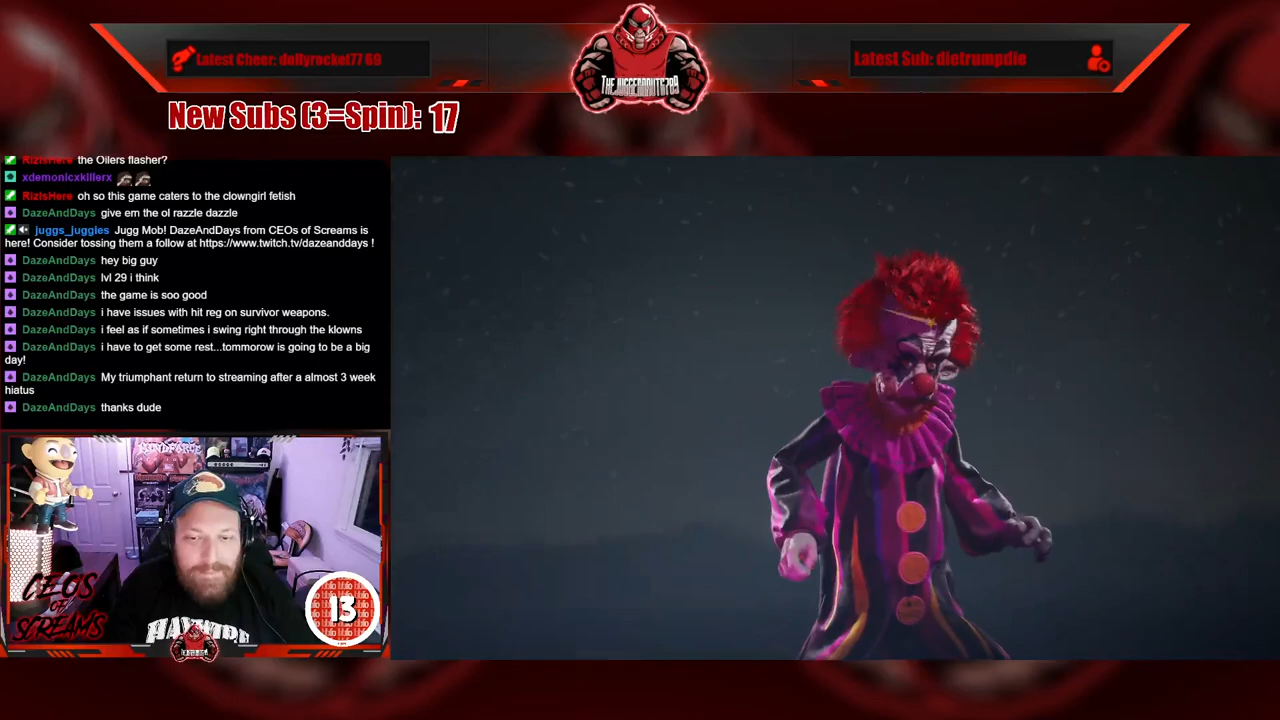 Latest Cheer: dollyrocket77 69
THEJUGGERNAUT6789
Latest Sub: dietrumpdie
New Subs (3=Spin): 17
RizIsHere the Oilers flasher?
xdemonicxkillerx
RizIsHere oh so this game caters to the clowngirl fetish
DazeAndDays give em the ol razzle dazzle
juggs_juggies Jugg Mob! DazeAndDays from CEOs of Screams is
here! Consider tossing them a follow at https://www.twitch.tv/dazeanddays !
DazeAndDays hey big guy
DazeAndDays lvl 29 i think
DazeAndDays the game is soo good
DazeAndDays i have issues with hit reg on survivor weapons.
DazeAndDays i feel as if sometimes i swing right through the klowns
DazeAndDays i have to get some rest...tommorow is going to be a big
day!
DazeAndDays My triumphant return to streaming after a almost 3 week
hiatus
DazeAndDays thanks dude
MINDFORCE
CEO'S
OF
SCREAMS
HAYWIRE
13